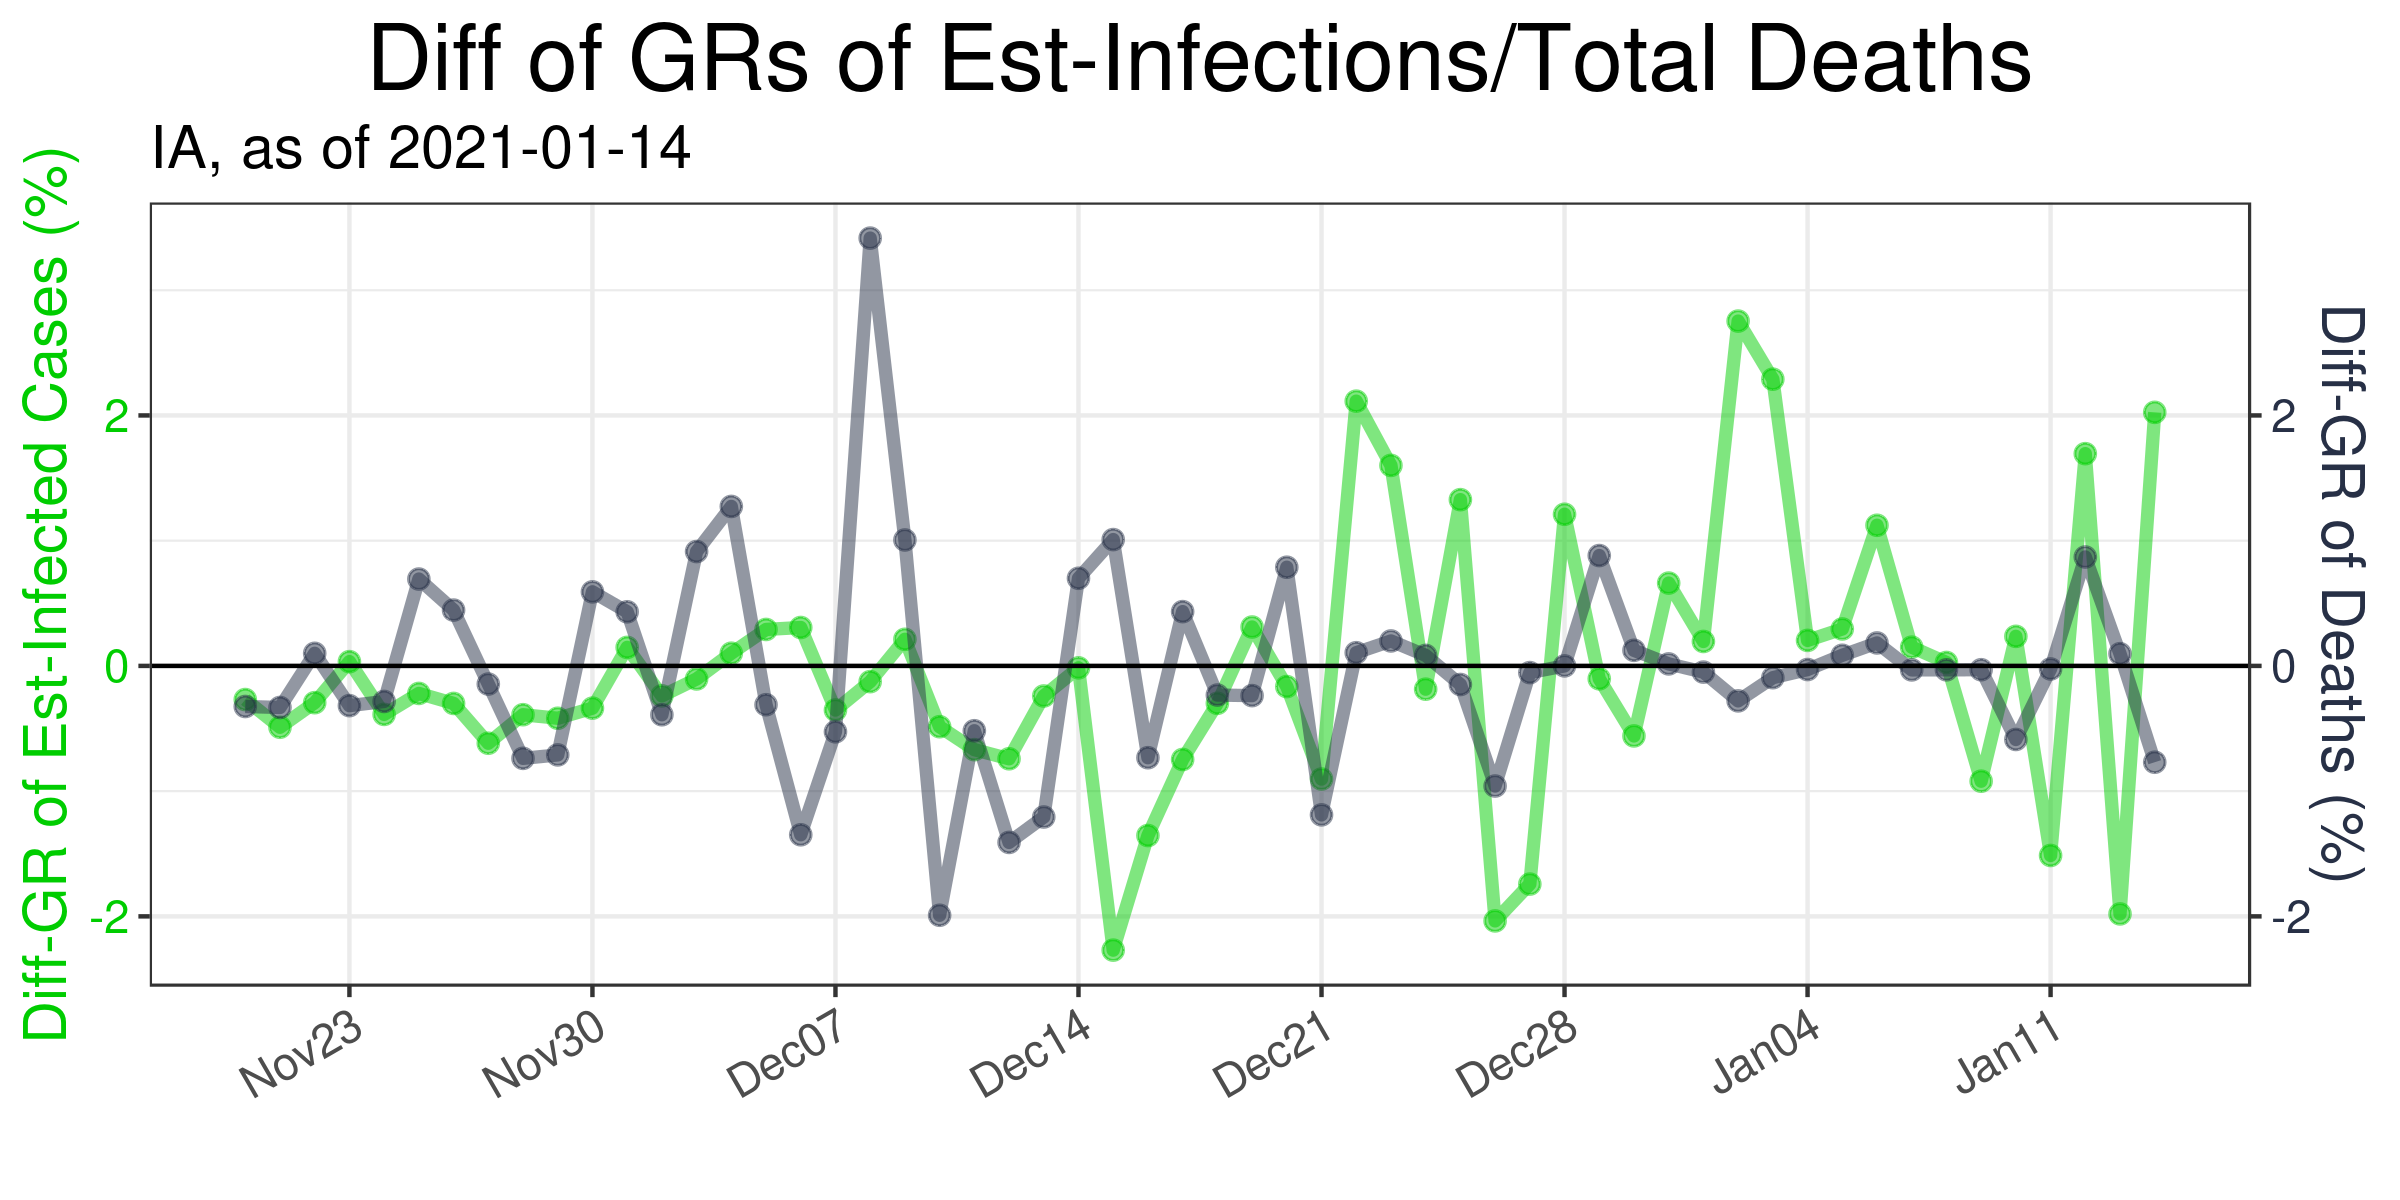 Diff of GRs of Est-Infections/Total Deaths
IA, as of 2021-01-14
Diff-GR of Est-Infected Cases (%)
2
0
-2
2
0
-2
Diff-GR of Deaths (%)
Nov23
Nov30
Dec07
Dec14
Dec21
Dec28
Jan04
Jan11